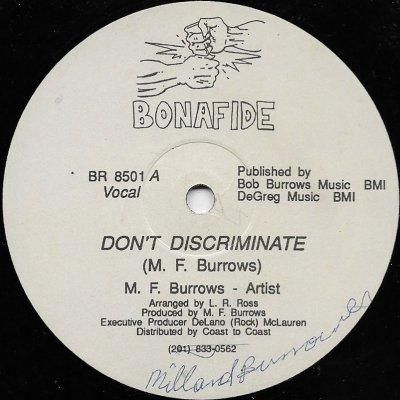 BONAFIDE
BR 8501 A
Vocal
Published by
Bob Burrows Music BMI
DeGreg Music BMI
DON'T DISCRIMINATE
(M. F. Burrows)
M. F. Burrows - Artist
Arranged by L. R. Ross
Produced by M. F. Burrows
Executive Producer DeLano (Rock) McLauren
Distributed by Coast to Coast
(201) 833-0562
Millard Burrows